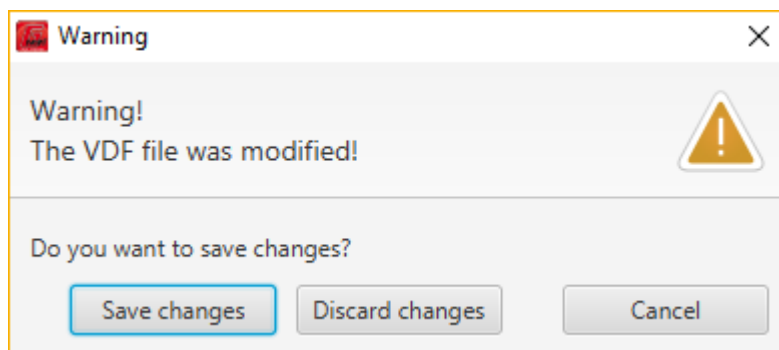 Warning
Warning!
The VDF file was modified!
Do you want to save changes?
Save changes
Discard changes
Cancel